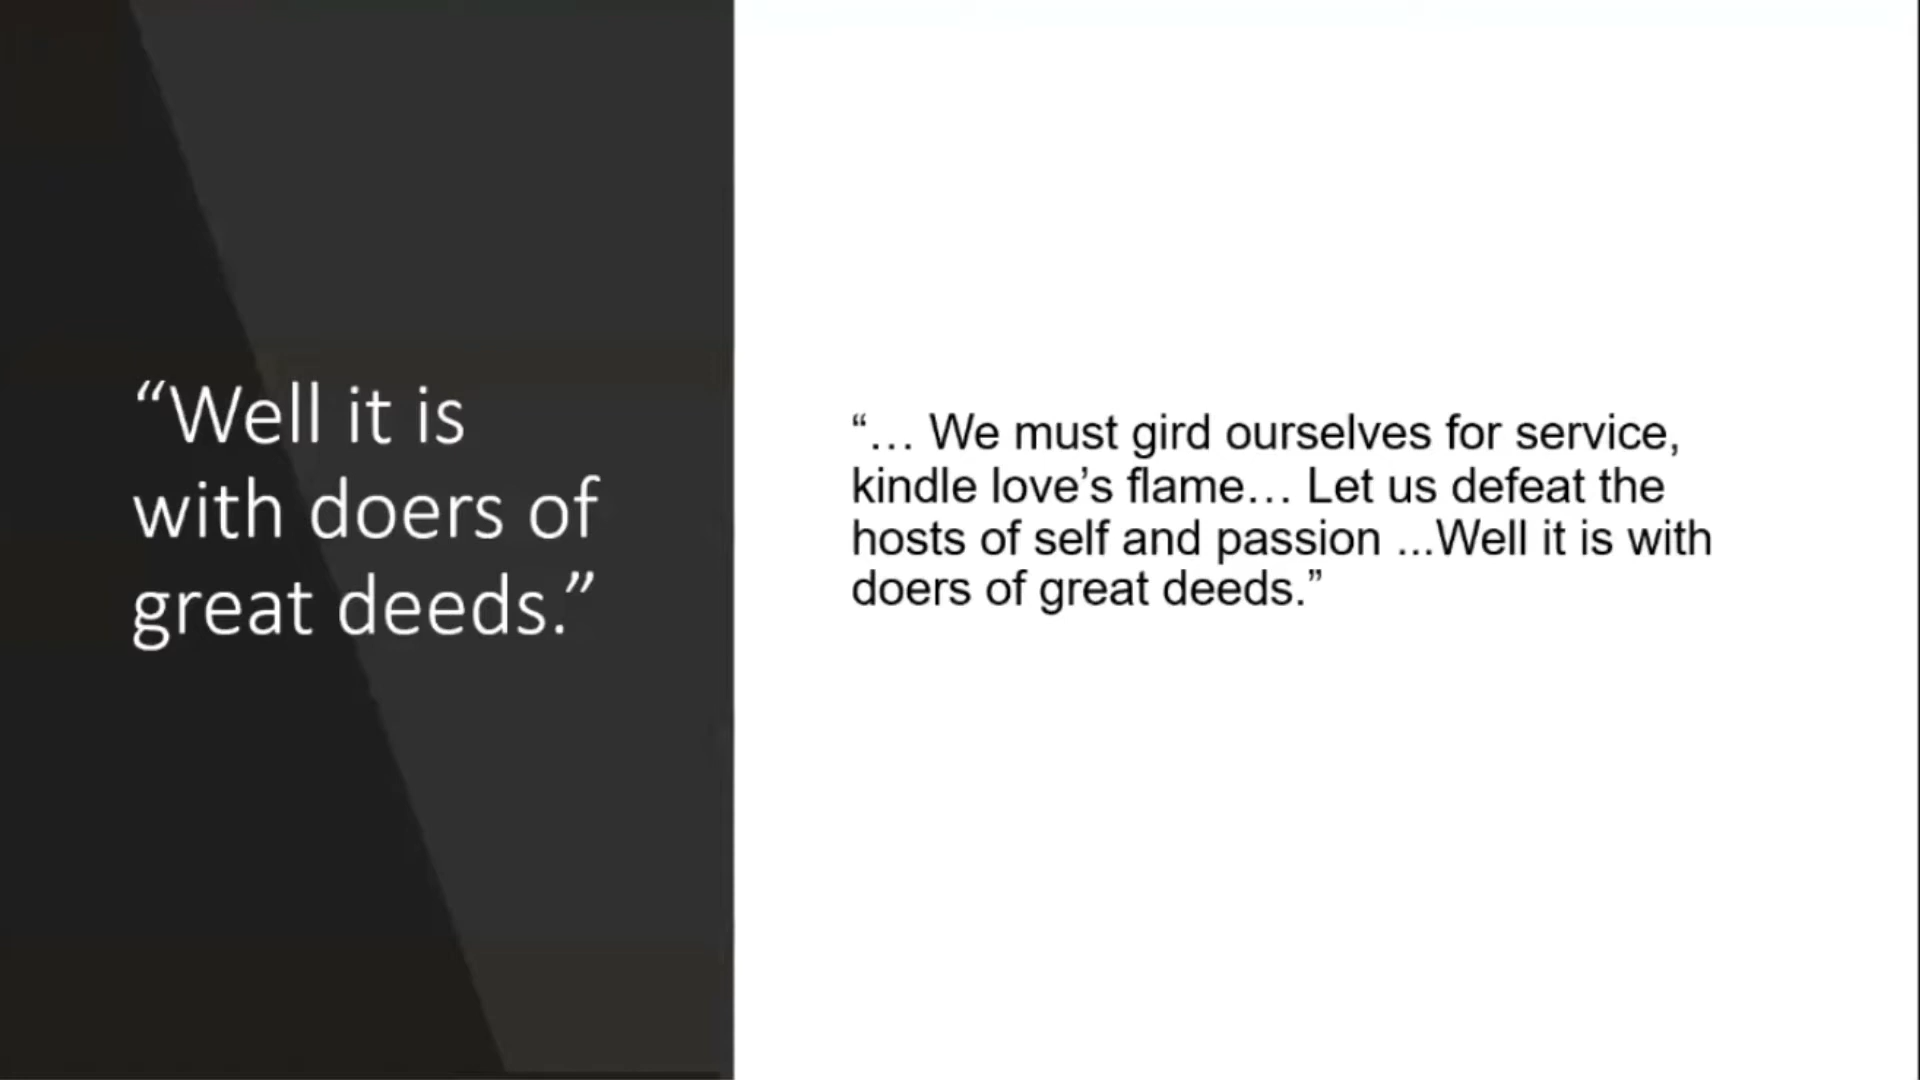 “Well it is
with doers of
great deeds.”
“… We must gird ourselves for service,
kindle love’s flame… Let us defeat the
hosts of self and passion ...Well it is with
doers of great deeds.”